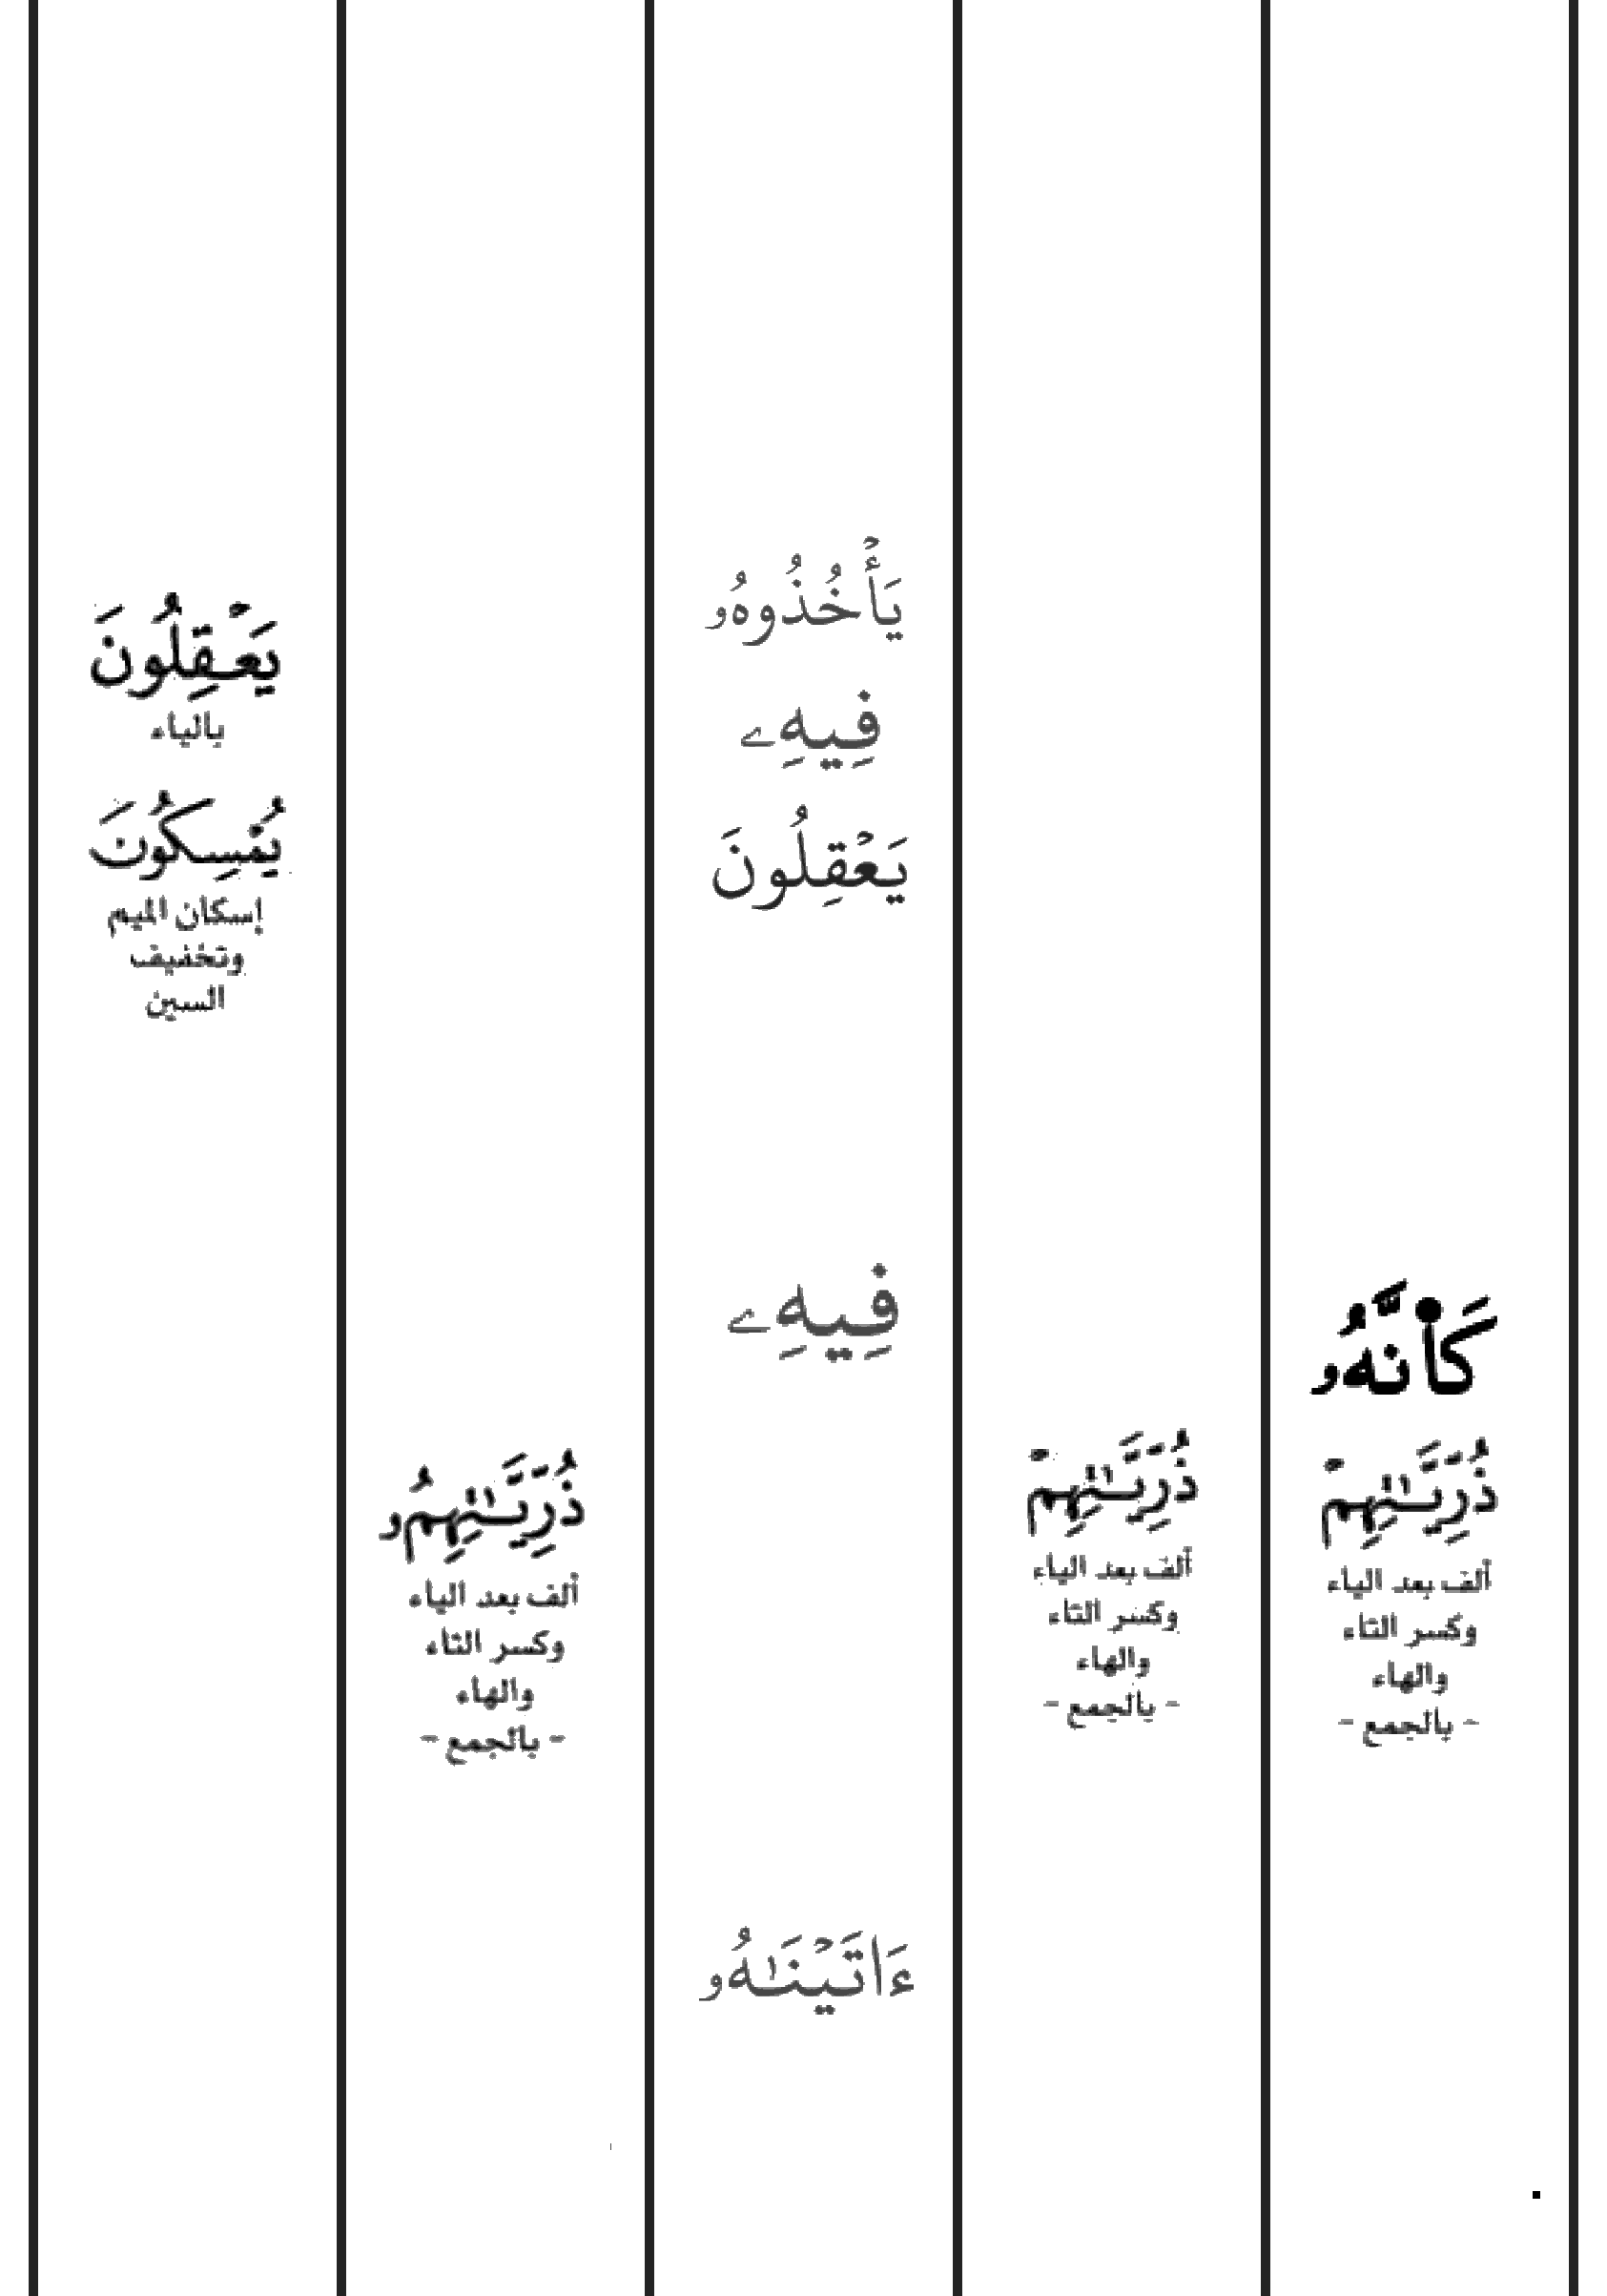 كَأَنَّهُۥ
ذُرِّيَّـٰتِهِمۡ
ألف بعد الياء
وكسر التاء
والهاء
- بالجمع -
ذُرِّيَّـٰتِهِمۡ
ألف بعد الياء
وكسر التاء
والهاء
- بالجمع -
يَأۡخُذُوهُۥ
فِيهِۦ
يَعۡقِلُونَ
فِيهِۦ
ءَاتَيۡنَـٰهُۥ
ذُرِّيَّـٰتِهِمُۥ
ألف بعد الياء
وكسر التاء
والهاء
- بالجمع -
يَعۡقِلُونَ
بالياء
يُمۡسِكُونَ
إسكان الميم
وتخفيف
السين